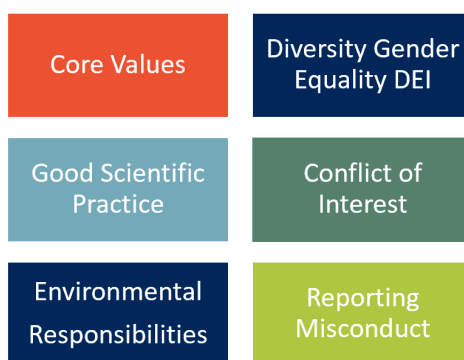 Core Values
Diversity Gender
Equality DEI
Good Scientific
Practice
Conflict of
Interest
Environmental
Responsibilities
Reporting
Misconduct